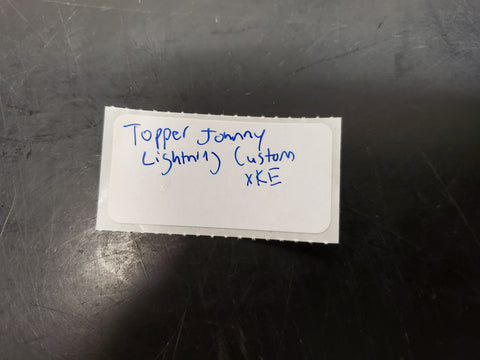 Topper Johnny
Lightning Custom
XKE